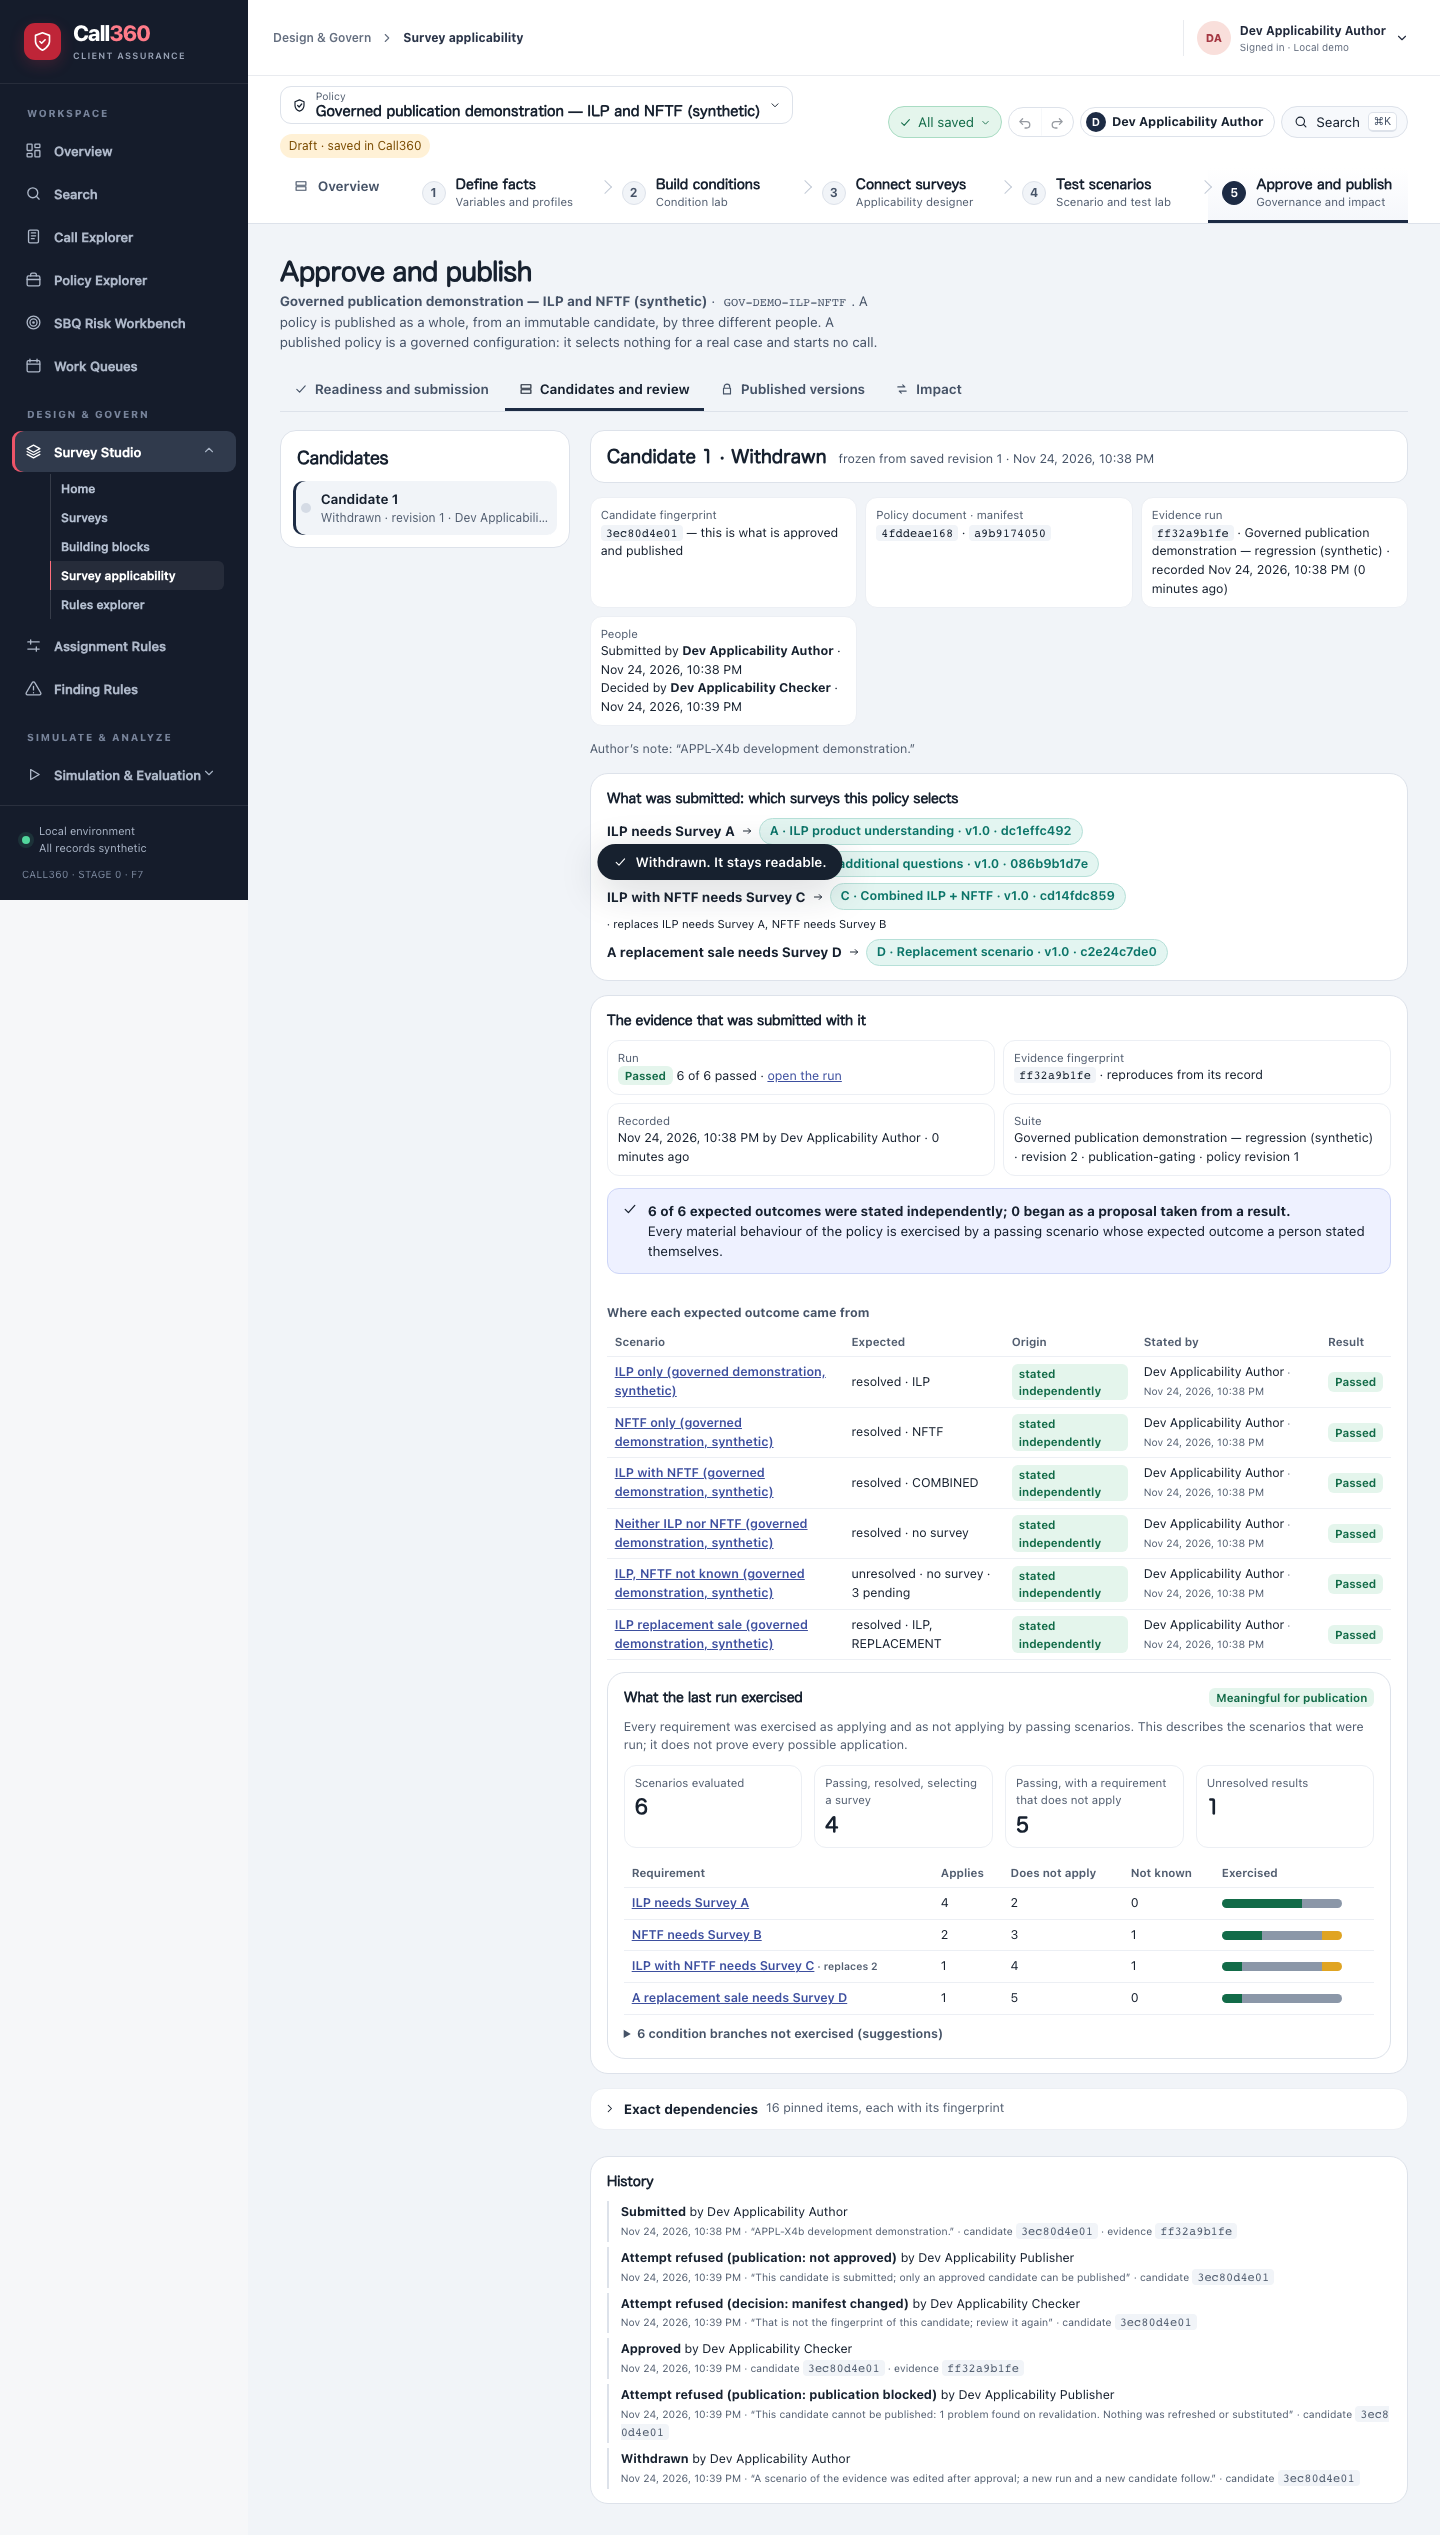 Call360
CLIENT ASSURANCE
WORKSPACE
Overview
Search
Call Explorer
Policy Explorer
SBQ Risk Workbench
Work Queues
DESIGN & GOVERN
Survey Studio
Home
Surveys
Building blocks
Survey applicability
Rules explorer
Assignment Rules
Finding Rules
SIMULATE & ANALYZE
Simulation & Evaluation
Local environment
All records synthetic
CALL360 · STAGE 0 · F7
Design & Govern > Survey applicability
DA
Dev Applicability Author
Signed in · Local demo
Policy
Governed publication demonstration — ILP and NFTF (synthetic)
Draft · saved in Call360
All saved
D Dev Applicability Author
Search ⌘K
Overview
1 Define facts
Variables and profiles
2 Build conditions
Condition lab
3 Connect surveys
Applicability designer
4 Test scenarios
Scenario and test lab
5 Approve and publish
Governance and impact
Approve and publish
Governed publication demonstration — ILP and NFTF (synthetic) · GOV-DEMO-ILP-NFTF . A
policy is published as a whole, from an immutable candidate, by three different people. A
published policy is a governed configuration: it selects nothing for a real case and starts no call.
Readiness and submission
Candidates and review
Published versions
Impact
Candidates
Candidate 1
Withdrawn · revision 1 · Dev Applicabili...
Candidate 1 · Withdrawn frozen from saved revision 1 · Nov 24, 2026, 10:38 PM
Candidate fingerprint
3ec80d4e01 — this is what is approved
and published
Policy document · manifest
4fddeae168 · a9b9174050
Evidence run
ff32a9b1fe · Governed publication
demonstration — regression (synthetic) ·
recorded Nov 24, 2026, 10:38 PM (0
minutes ago)
People
Submitted by Dev Applicability Author ·
Nov 24, 2026, 10:38 PM
Decided by Dev Applicability Checker ·
Nov 24, 2026, 10:39 PM
Author's note: “APPL-X4b development demonstration.”
What was submitted: which surveys this policy selects
ILP needs Survey A → A · ILP product understanding · v1.0 · dc1effc492
Withdrawn. It stays readable.
additional questions · v1.0 · 086b9b1d7e
ILP with NFTF needs Survey C → C · Combined ILP + NFTF · v1.0 · cd14fdc859
· replaces ILP needs Survey A, NFTF needs Survey B
A replacement sale needs Survey D → D · Replacement scenario · v1.0 · c2e24c7de0
The evidence that was submitted with it
Run
Passed 6 of 6 passed · open the run
Evidence fingerprint
ff32a9b1fe · reproduces from its record
Recorded
Nov 24, 2026, 10:38 PM by Dev Applicability Author · 0
minutes ago
Suite
Governed publication demonstration — regression (synthetic)
· revision 2 · publication-gating · policy revision 1
6 of 6 expected outcomes were stated independently; 0 began as a proposal taken from a result.
Every material behaviour of the policy is exercised by a passing scenario whose expected outcome a person stated
themselves.
Where each expected outcome came from
Scenario Expected Origin Stated by Result
ILP only (governed demonstration,
synthetic)
resolved · ILP
stated
independently
Dev Applicability Author ·
Nov 24, 2026, 10:38 PM
Passed
NFTF only (governed
demonstration, synthetic)
resolved · NFTF
stated
independently
Dev Applicability Author ·
Nov 24, 2026, 10:38 PM
Passed
ILP with NFTF (governed
demonstration, synthetic)
resolved · COMBINED
stated
independently
Dev Applicability Author ·
Nov 24, 2026, 10:38 PM
Passed
Neither ILP nor NFTF (governed
demonstration, synthetic)
resolved · no survey
stated
independently
Dev Applicability Author ·
Nov 24, 2026, 10:38 PM
Passed
ILP, NFTF not known (governed
demonstration, synthetic)
unresolved · no survey ·
3 pending
stated
independently
Dev Applicability Author ·
Nov 24, 2026, 10:38 PM
Passed
ILP replacement sale (governed
demonstration, synthetic)
resolved · ILP,
REPLACEMENT
stated
independently
Dev Applicability Author ·
Nov 24, 2026, 10:38 PM
Passed
What the last run exercised
Meaningful for publication
Every requirement was exercised as applying and as not applying by passing scenarios. This describes the scenarios that were
run; it does not prove every possible application.
Scenarios evaluated
6
Passing, resolved, selecting
a survey
4
Passing, with a requirement
that does not apply
5
Unresolved results
1
Requirement Applies Does not apply Not known Exercised
ILP needs Survey A 4 2 0
NFTF needs Survey B 2 3 1
ILP with NFTF needs Survey C · replaces 2 1 4 1
A replacement sale needs Survey D 1 5 0
6 condition branches not exercised (suggestions)
Exact dependencies 16 pinned items, each with its fingerprint
History
Submitted by Dev Applicability Author
Nov 24, 2026, 10:38 PM · “APPL-X4b development demonstration.” · candidate 3ec80d4e01 · evidence ff32a9b1fe
Attempt refused (publication: not approved) by Dev Applicability Publisher
Nov 24, 2026, 10:39 PM · “This candidate is submitted; only an approved candidate can be published” · candidate 3ec80d4e01
Attempt refused (decision: manifest changed) by Dev Applicability Checker
Nov 24, 2026, 10:39 PM · “That is not the fingerprint of this candidate; review it again” · candidate 3ec80d4e01
Approved by Dev Applicability Checker
Nov 24, 2026, 10:39 PM · candidate 3ec80d4e01 · evidence ff32a9b1fe
Attempt refused (publication: publication blocked) by Dev Applicability Publisher
Nov 24, 2026, 10:39 PM · “This candidate cannot be published: 1 problem found on revalidation. Nothing was refreshed or substituted” · candidate 3ec8
0d4e01
Withdrawn by Dev Applicability Author
Nov 24, 2026, 10:39 PM · “A scenario of the evidence was edited after approval; a new run and a new candidate follow.” · candidate 3ec80d4e01